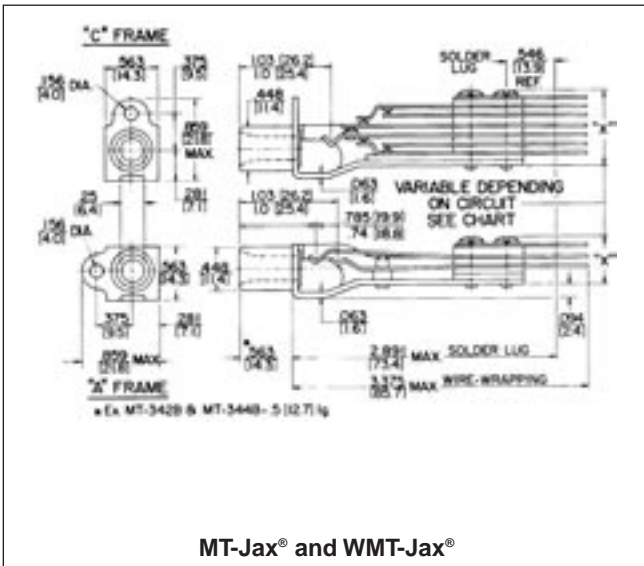 "C" FRAME
.563
[14.3]
.375
[9.5]
.156 DIA.
[4.0]
.859
[21.8]
MAX
.281
[7.1]
.25
[6.4]
1.03 [26.2]
1.0 [25.4]
.448
[11.4]
SOLDER
LUG
.546
[13.9]
REF
"X"
.063
[1.6]
VARIABLE DEPENDING
ON CIRCUIT
SEE CHART
.156
[4.0] DIA.
.563
[14.3]
.375
[9.5]
.281
[7.1]
.859 MAX
[21.8]
"A" FRAME
1.03 [26.2]
1.0 [25.4]
.785 [19.9]
.74 [18.8]
.448
[11.4]
"X"
.063
[1.6]
.094
[2.4]
*.563
[14.3]
2.891 MAX SOLDER LUG
[73.4]
3.375 MAX WIRE-WRAPPING
[85.7]
* Ex. MT-342B & MT-344B-.5 [12.7] lg.
MT-Jax® and WMT-Jax®